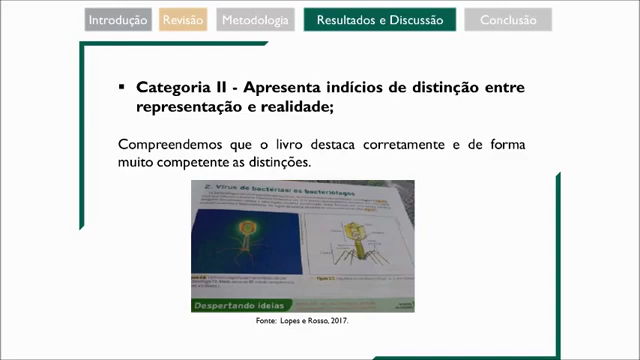 Introdução
Revisão
Metodologia
Resultados e Discussão
Conclusão
▪ Categoria II - Apresenta indícios de distinção entre
representação e realidade;
Compreendemos que o livro destaca corretamente e de forma
muito competente as distinções.
2. Vírus de bactérias: os bacteriófagos
Despertando ideias
Fonte: Lopes e Rosso, 2017.